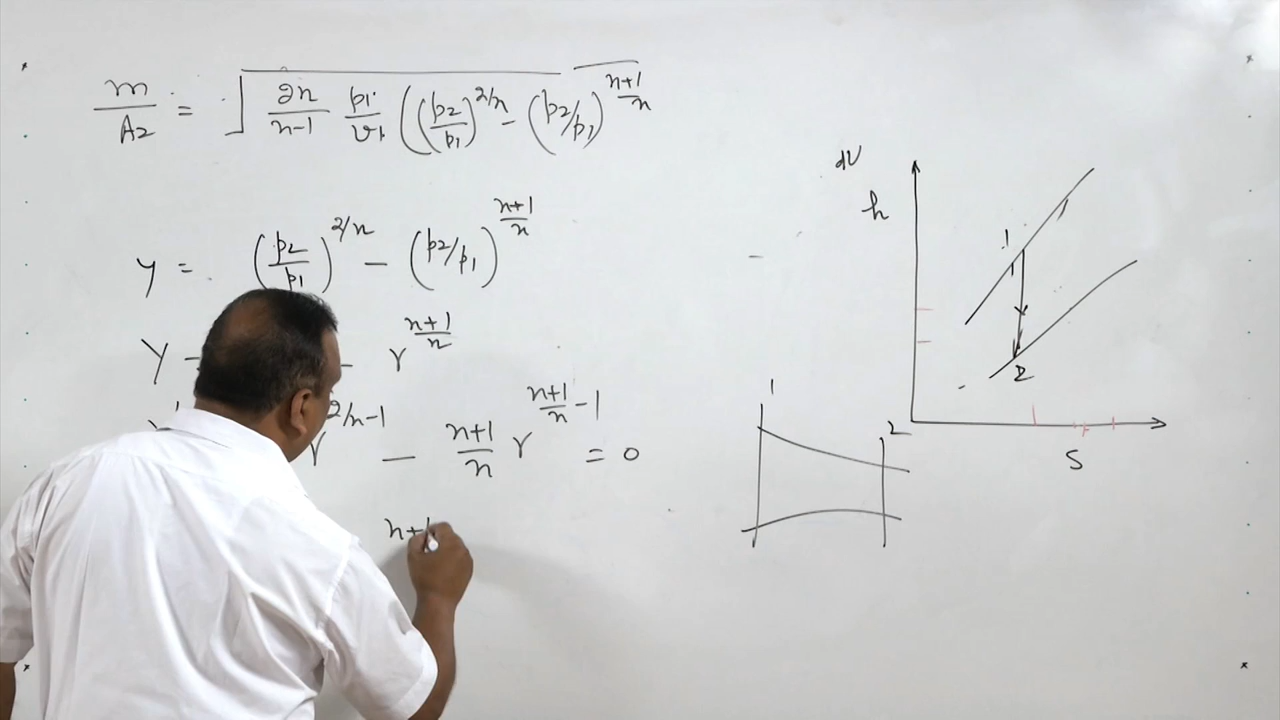 m/A2 = √ 2n/n-1 p1/v1 ((p2/p1)^2/n - (p2/p1)^n+1/n
y = (p2/p1)^2/n - (p2/p1)^n+1/n
y - r^n+1/n
r^2/n-1 - n+1/n r^n+1/n -1 = 0
n+1
h
1
2
S
1
2